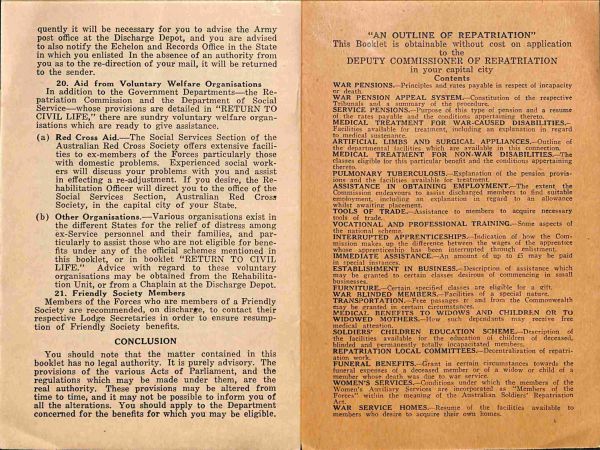 quently it will be necessary for you to advise the Army
post office at the Discharge Depot, and you are advised
to also notify the Echelon and Records Office in the State
in which you enlisted In the absence of an authority from
you as to the re-direction of your mail, it will be returned
to the sender.
20. Aid from Voluntary Welfare Organisations
In addition to the Government Departments—the Re-
patriation Commission and the Department of Social
Service—whose provisions are detailed in "RETURN TO
CIVIL LIFE," there are sundry voluntary welfare organ-
isations which are ready to give assistance.
(a) Red Cross Aid.—The Social Services Section of the
Australian Red Cross Society offers extensive facili-
ties to ex-members of the Forces particularly those
with domestic problems. Experienced social work-
ers will discuss your problems with you and assist
in effecting a re-adjustment. If you desire, the Re-
habilitation Officer will direct you to the office of the
Social Services Section, Australian Red Cross
Society, in the capital city of your State.
(b) Other Organisations.—Various organisations exist in
the different States for the relief of distress among
ex-Service personnel and their families, and par-
ticularly to assist those who are not eligible for bene-
fits under any of the official schemes mentioned in
this booklet, or in booklet "RETURN TO CIVIL
LIFE." Advice with regard to these voluntary
organisations may be obtained from the Rehabilita-
tion Unit, or from a Chaplain at the Discharge Depot.
21. Friendly Society Members
Members of the Forces who are members of a Friendly
Society are recommended, on discharge, to contact their
respective Lodge Secretaries in order to ensure resump-
tion of Friendly Society benefits.
CONCLUSION
You should note that the matter contained in this
booklet has no legal authority. It is purely advisory. The
provisions of the various Acts of Parliament, and the
regulations which may be made under them, are the
real authority. These provisions may be altered from
time to time, and it may not be possible to inform you of
all the alterations. You should apply to the Department
concerned for the benefits for which you may be eligible.
"AN OUTLINE OF REPATRIATION"
This Booklet is obtainable without cost on application
to the
DEPUTY COMMISSIONER OF REPATRIATION
in your capital city
Contents
WAR PENSIONS.—Principles and rates payable in respect of incapacity
or death.
WAR PENSION APPEAL SYSTEM.—Constitution of the respective
Tribunals and a summary of the procedure.
SERVICE PENSIONS.—Purpose of this type of pension and a resume
of the rates payable and the conditions appertaining thereto.
MEDICAL TREATMENT FOR WAR-CAUSED DISABILITIES.—
Facilities available for treatment, including an explanation in regard
to medical sustenance.
ARTIFICIAL LIMBS AND SURGICAL APPLIANCES.—Outline of
the departmental facilities which are available in this connection.
MEDICAL TREATMENT FOR NON-WAR DISABILITIES—The
classes eligible for this particular benefit and the conditions appertaining
thereto.
PULMONARY TUBERCULOSIS.—Explanation of the pension provis-
ions and the facilities available for treatment.
ASSISTANCE IN OBTAINING EMPLOYMENT.—The extent the
Commission endeavours to assist discharged members to find suitable
employment, including an explanation in regard to an allowance
whilst awaiting placement.
TOOLS OF TRADE.—Assistance to members to acquire necessary
tools of trade.
VOCATIONAL AND PROFESSIONAL TRAINING.—Some aspects
of the national scheme.
INTERRUPTED APPRENTICESHIPS.—Indication of how the Com-
mission makes up the difference between the wages of the apprentice
whose apprenticeship has been interrupted through enlistment.
IMMEDIATE ASSISTANCE.—An amount of up to £5 may be paid
in special instances.
ESTABLISHMENT IN BUSINESS.—Description of assistance which
may be granted to certain classes desirous of commencing in small
businesses.
FURNITURE.—Certain specified classes are eligible for a gift.
WAR BLINDED MEMBERS.—Facilities of a special nature.
TRANSPORTATION.—Free passages to and from the Commonwealth
may be granted in certain circumstances.
MEDICAL BENEFITS TO WIDOWS AND CHILDREN OR TO
WIDOWED MOTHERS.—How such dependants may receive free
medical attention.
SOLDIERS' CHILDREN EDUCATION SCHEME.—Description of
the facilities available for the education of children of deceased,
blinded and permanently totally incapacitated members.
REPATRIATION LOCAL COMMITTEES.—Decentralization of repatri-
ation work.
FUNERAL BENEFITS.—Grant in certain circumstances towards the
funeral expenses of a deceased member or of a widow or child of a
member whose death was due to war service.
WOMEN'S SERVICES.—Conditions under which the members of the
Women's Auxiliary Services are incorporated as "Members of the
Forces" within the meaning of the Australian Soldiers' Repatriation
Act.
WAR SERVICE HOMES.—Resume of the facilities available to
members who desire to acquire their own homes.